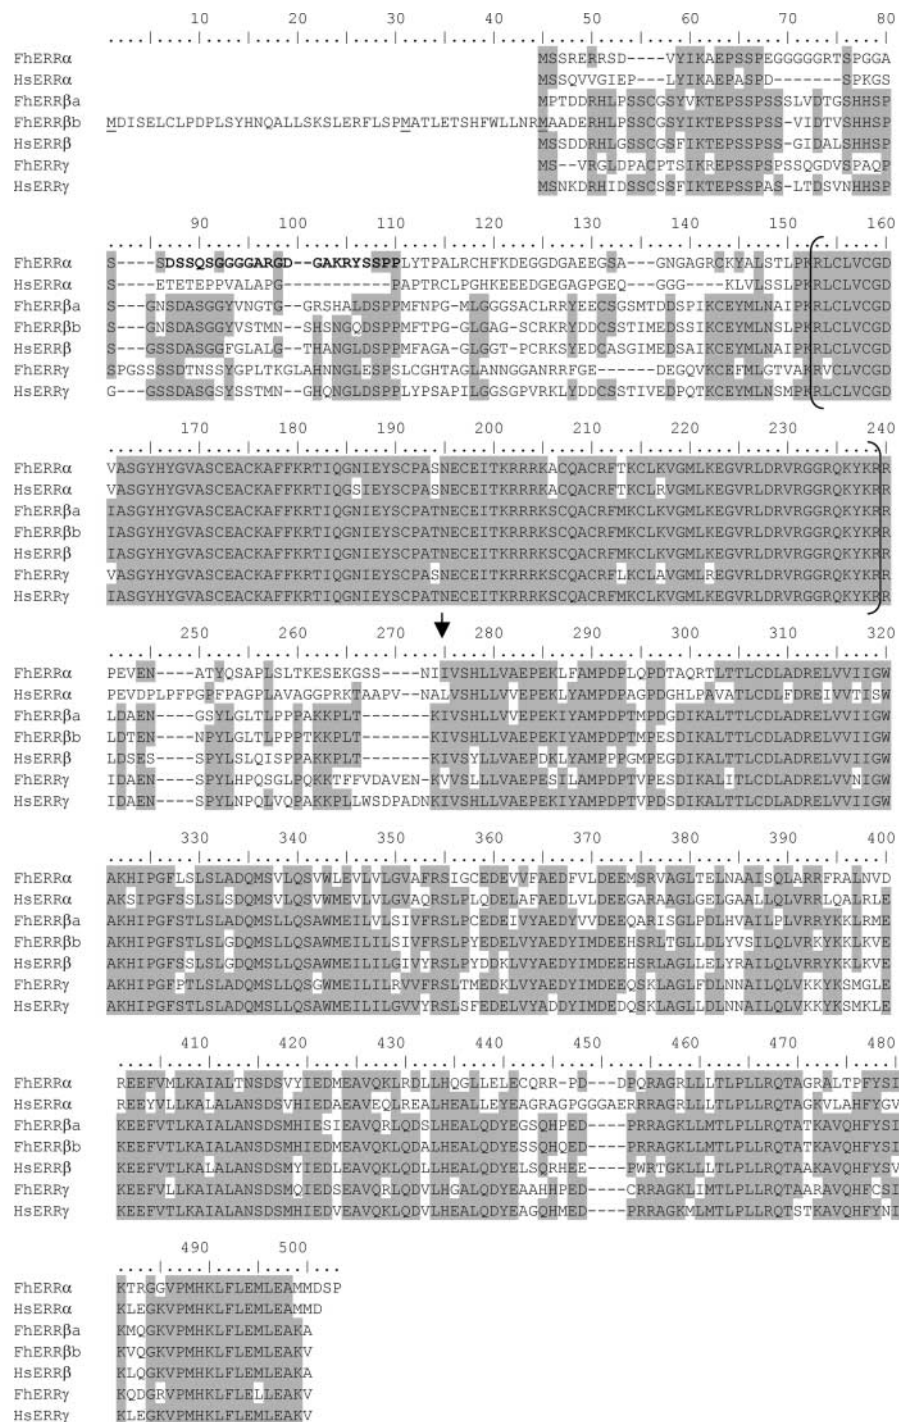 10 20 30 40 50 60 70 80
FhERRα MSSRERRSD----VYIKAEPSSPEGGGGGRTSPGGA
HsERRα MSSQVVGIEP---LYIKAEPASPD-------SPKGS
FhERRβa MPTDDRHLPSSCGSYVKTEPSSPSSSLVDTGSHHSP
FhERRβb MDISELCLPDPLSYHNQALLSKSLERFLSPMATLETSHFWLLNRMAADERHLPSSCGSYIKTEPSSPSS-VIDTVSHHSP
HsERRβ MSSDDRHLGSSCGSFIKTEPSSPSS-GIDALSHHSP
FhERRγ MS--VRGLDPACPTSIKREPSSPSPSSQGDVSPAQP
HsERRγ MSNKDRHIDSSCSSFIKTEPSSPAS-LTDSVNHHSP
90 100 110 120 130 140 150 160
FhERRα S----SDSSQSGGGGARGD--GAKRYSSPPLYTPALRCHFKDEGGDGAEEGSA--GNGAGRCKYALSTLPKRLCLVCGD
HsERRα S----ETETEPPVALAPG------------PAPTRCLPGHKEEEDGEGAGPGEQ---GGG---KLVLSSLPKRLCLVCGD
FhERRβa S---GNSDASGGYVNGTG--GRSHALDSPPMFNPG-MLGGGSACLRRYEECSGSMTDDSPIKCEYMLNAIPKRLCLVCGD
FhERRβb S---GNSDASGGYVSTMN--SHSNGQDSPPMFTPG-GLGAG-SCRKRYDDCSSTIMEDSSIKCEYMLNSLPKRLCLVCGD
HsERRβ S---GSSDASGGFGLALG--THANGLDSPPMFAGA-GLGGT-PCRKSYEDCASGIMEDSAIKCEYMLNAIPKRLCLVCGD
FhERRγ SPGSSSSDTNSSYGPLTKGLAHNNGLESPSLCGHTAGLANNGGANRRFGE------DEGQVKCEFMLGTVAKRVCLVCGD
HsERRγ G----GSSDASGSYSSTMN--GHQNGLDSPPLYPSAPILGGSGPVRKLYDDCSSTIVEDPQTKCEYMLNSMPKRLCLVCGD
170 180 190 200 210 220 230 240
FhERRα VASGYHYGVASCEACKAFFKRTIQGNIEYSCPASNECEITKRRRKACQACRFTKCLKVGMLKEGVRLDRVRGGRQKYKRR
HsERRα VASGYHYGVASCEACKAFFKRTIQGSIEYSCPASNECEITKRRRKACQACRFTKCLRVGMLKEGVRLDRVRGGRQKYKRR
FhERRβa IASGYHYGVASCEACKAFFKRTIQGNIEYSCPATNECEITKRRRKSCQACRFMKCLKVGMLKEGVRLDRVRGGRQKYKRR
FhERRβb IASGYHYGVASCEACKAFFKRTIQGNIEYSCPATNECEITKRRRKSCQACRFMKCLKVGMLKEGVRLDRVRGGRQKYKRR
HsERRβ IASGYHYGVASCEACKAFFKRTIQGNIEYSCPATNECEITKRRRKSCQACRFMKCLKVGMLKEGVRLDRVRGGRQKYKRR
FhERRγ VASGYHYGVASCEACKAFFKRTIQGNIEYSCPASNECEITKRRRKSCQACRFLKCLAVGMLREGVRLDRVRGGRQKYKRR
HsERRγ IASGYHYGVASCEACKAFFKRTIQGNIEYSCPATNECEITKRRRKSCQACRFMKCLKVGMLKEGVRLDRVRGGRQKYKRR
250 260 270 280 290 300 310 320
FhERRα PEVEN----ATYQSAPLSLTKESEKGSS--NIIVSHLLVAEPEKLFAMPDPLQPDTAQRTLTTLCDLADRELVVIIGW
HsERRα PEVDPLPFPGPFPAGPLAVAGGPRKTAAPVNALVSHLLVVEPEKLYAMPDPAGPDGHLPAVATLCDLFDREIVVTISW
FhERRβa LDAEN----GSYLGLTLPPPAKKPLT-------KIVSHLLVVEPEKIYAMPDPTMPDGDIKALTTLCDLADRELVVIIGW
FhERRβb LDTEN----NPYLGLTLPPPTKKPLT-------KIVSHLLVAEPEKIYAMPDPTMPESDIKALTTLCDLADRELVVIIGW
HsERRβ LDSES----SPYLSLQISPPAKKPLT-------KIVSYLLVAEPDKLYAMPPPGMPEGDIKALTTLCDLADRELVVIIGW
FhERRγ IDAEN----SPYLHPQSGLPQKKTFFVDAVEN-KVVSLLLVAEPESILAMPDPTVPESDIKALITLCDLADRELVVNIGW
HsERRγ IDAEN----SPYLNPQLVQPAKKPLLWSDPADNKIVSHLLVAEPEKIYAMPDPTVPDSDIKALTTLCDLADRELVVIIGW
330 340 350 360 370 380 390 400
FhERRα AKHIPGFLSLSLADQMSVLQSVWLEVLVLGVAFRSIGCEDEVVFAEDFVLDEEMSRVAGLTELNAAISQLARRFRALNVD
HsERRα AKSIPGFSSLSLSDQMSVLQSVWMEVLVLGVAQRSLPLQDELAFAEDLVLDEEGARAAGLGELGAALLQLVRRLQALRLE
FhERRβa AKHIPGFSTLSLADQMSLLQSAWMEILVLSIVFRSLPCEDEIVYAEDYVVDEEQARISGLPDLHVAILPLVRRYKKLRME
FhERRβb AKHIPGFSTLSLGDQMSLLQSAWMEILILSIVFRSLPYEDELVYAEDYIMDEEHSRLTGLLDLYVSILQLVRKYKKLKVE
HsERRβ AKHIPGFSSLSLGDQMSLLQSAWMEILILGIVYRSLPYDDKLVYAEDYIMDEEHSRLAGLLELYRAILQLVRRYKKLKVE
FhERRγ AKHIPGFPTLSLADQMSLLQSGWMEILILRVVFRSLTMEDKLVYAEDYIMDEEQSKLAGLFDLNNAILQLVKKYKSMGLE
HsERRγ AKHIPGFSTLSLADQMSLLQSAWMEILILGVVYRSLSFEDELVYADDYIMDEDQSKLAGLLDLNNAILQLVKKYKSMKLE
410 420 430 440 450 460 470 480
FhERRα REEFVMLKAIALTNSDSVYIEDMEAVQKLRDLLHQGLLELECQRR-PD---DPQRAGRLLLTLPLLRQTAGRALTPFYSI
HsERRα REEYVLLKALALANSDSVHIEDAEAVEQLREALHEALLEYEAGRAGPGGGAERRRAGRLLLTLPLLRQTAGKVLAHFYGV
FhERRβa KEEFVTLKAIALANSDSMHIESIEAVQRLQDSLHEALQDYEGSQHPED----PRRAGKLLMTLPLLRQTATKAVQHFYSI
FhERRβb KEEFVTLKAIALANSDSMHIEDMEAVQKLQDALHEALQDYESSQHQED----PRRAGKLLMTLPLLRQTATKAVQHFYSI
HsERRβ KEEFVTLKALALANSDSMYIEDLEAVQKLQDLLHEALQDYELSQRHEE----PWRTGKLLLTLPLLRQTAAKAVQHFYSV
FhERRγ KEEFVLLKAIALANSDSMQIEDSEAVQRLQDVLHGALQDYEAAHHPED----CRRAGKLIMTLPLLRQTAARAVQHFCSI
HsERRγ KEEFVTLKAIALANSDSMHIEDVEAVQKLQDVLHEALQDYEAGQHMED----PRRAGKMLMTLPLLRQTSTKAVQHFYNI
490 500
FhERRα KTRGGVPMHKLFLEMLEAMMDSP
HsERRα KLEGKVPMHKLFLEMLEAMMD
FhERRβa KMQGKVPMHKLFLEMLEAKA
FhERRβb KVQGKVPMHKLFLEMLEAKV
HsERRβ KLQGKVPMHKLFLEMLEAKA
FhERRγ KQDGRVPMHKLFLELLEAKV
HsERRγ KLEGKVPMHKLFLEMLEAKV